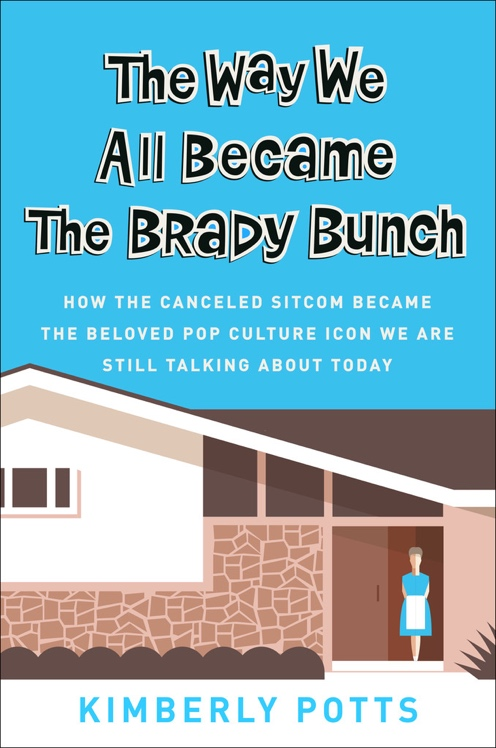 The Way We
All Became
The BRaDy Bunch
HOW THE CANCELED SITCOM BECAME
THE BELOVED POP CULTURE ICON WE ARE
STILL TALKING ABOUT TODAY
KIMBERLY POTTS